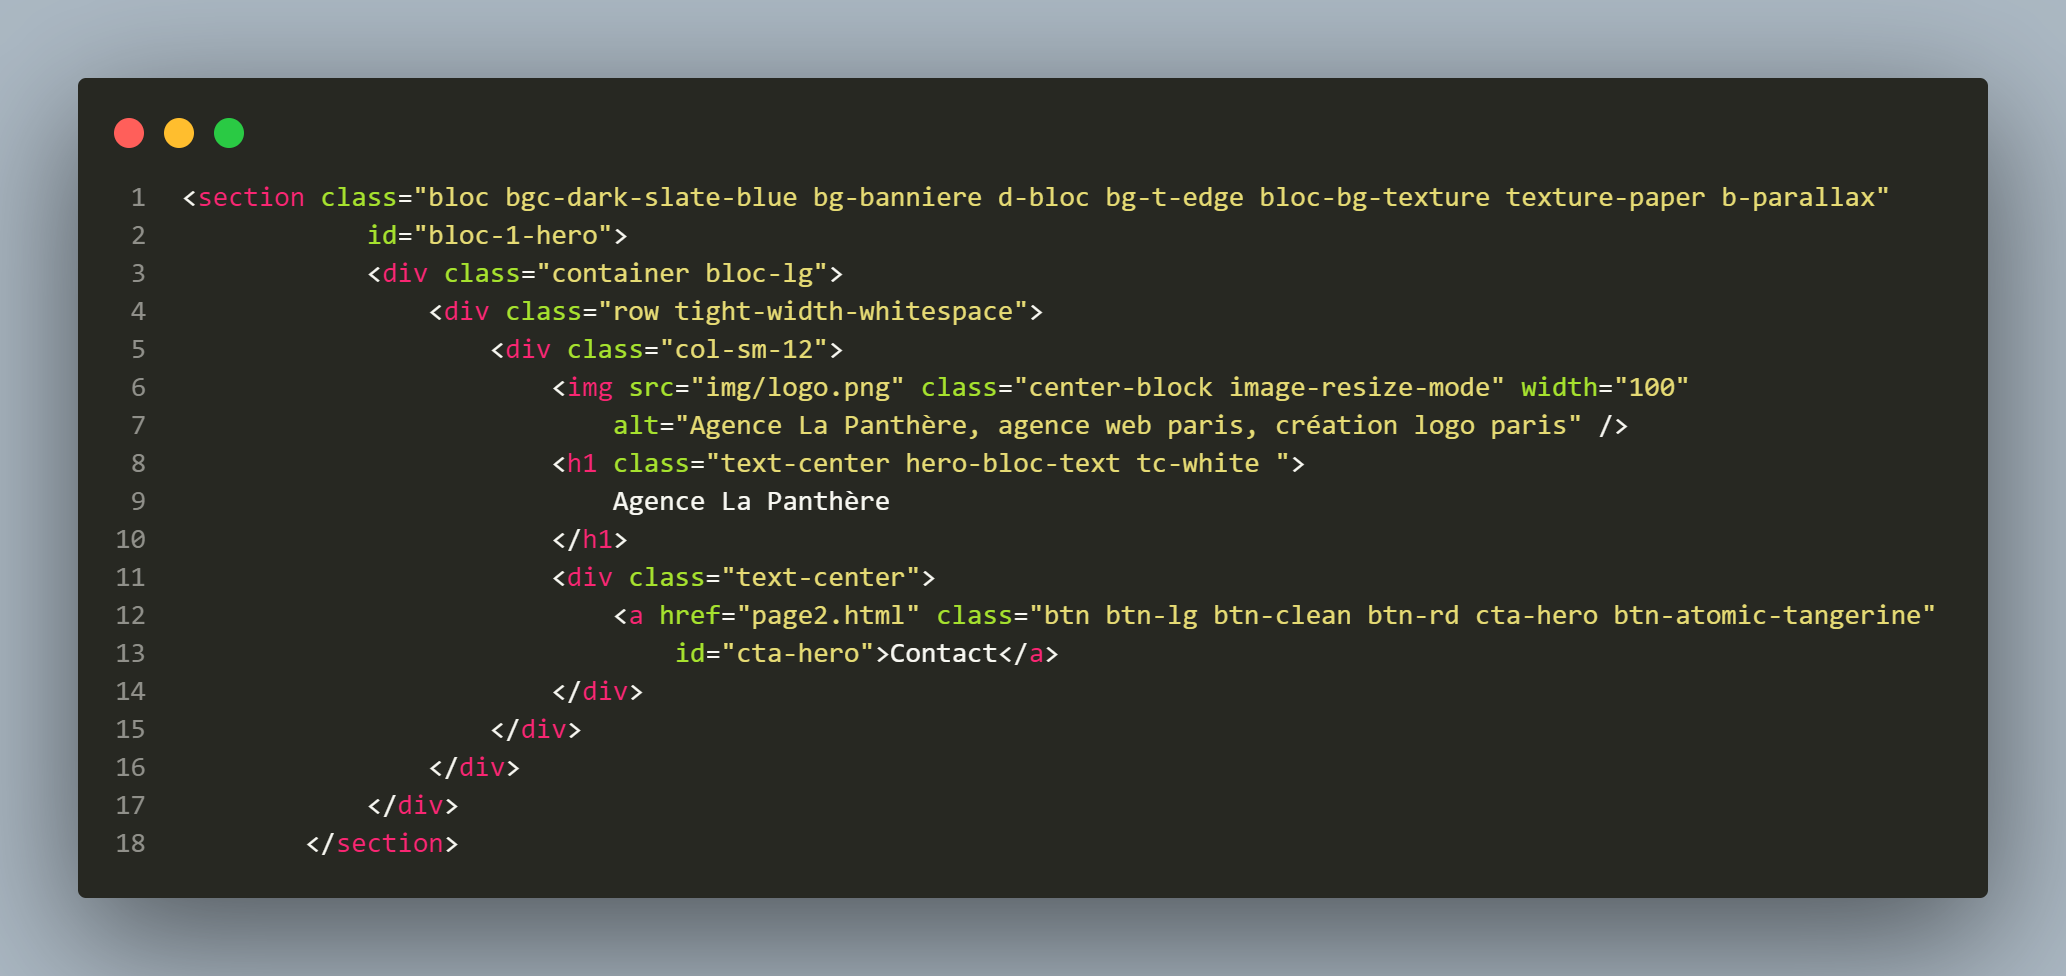 1 <section class="bloc bgc-dark-slate-blue bg-banniere d-bloc bg-t-edge bloc-bg-texture texture-paper b-parallax"
2             id="bloc-1-hero">
3             <div class="container bloc-lg">
4                 <div class="row tight-width-whitespace">
5                     <div class="col-sm-12">
6                         <img src="img/logo.png" class="center-block image-resize-mode" width="100"
7                             alt="Agence La Panthère, agence web paris, création logo paris" />
8                         <h1 class="text-center hero-bloc-text tc-white ">
9                             Agence La Panthère
10                         </h1>
11                         <div class="text-center">
12                             <a href="page2.html" class="btn btn-lg btn-clean btn-rd cta-hero btn-atomic-tangerine"
13                                 id="cta-hero">Contact</a>
14                         </div>
15                     </div>
16                 </div>
17             </div>
18         </section>